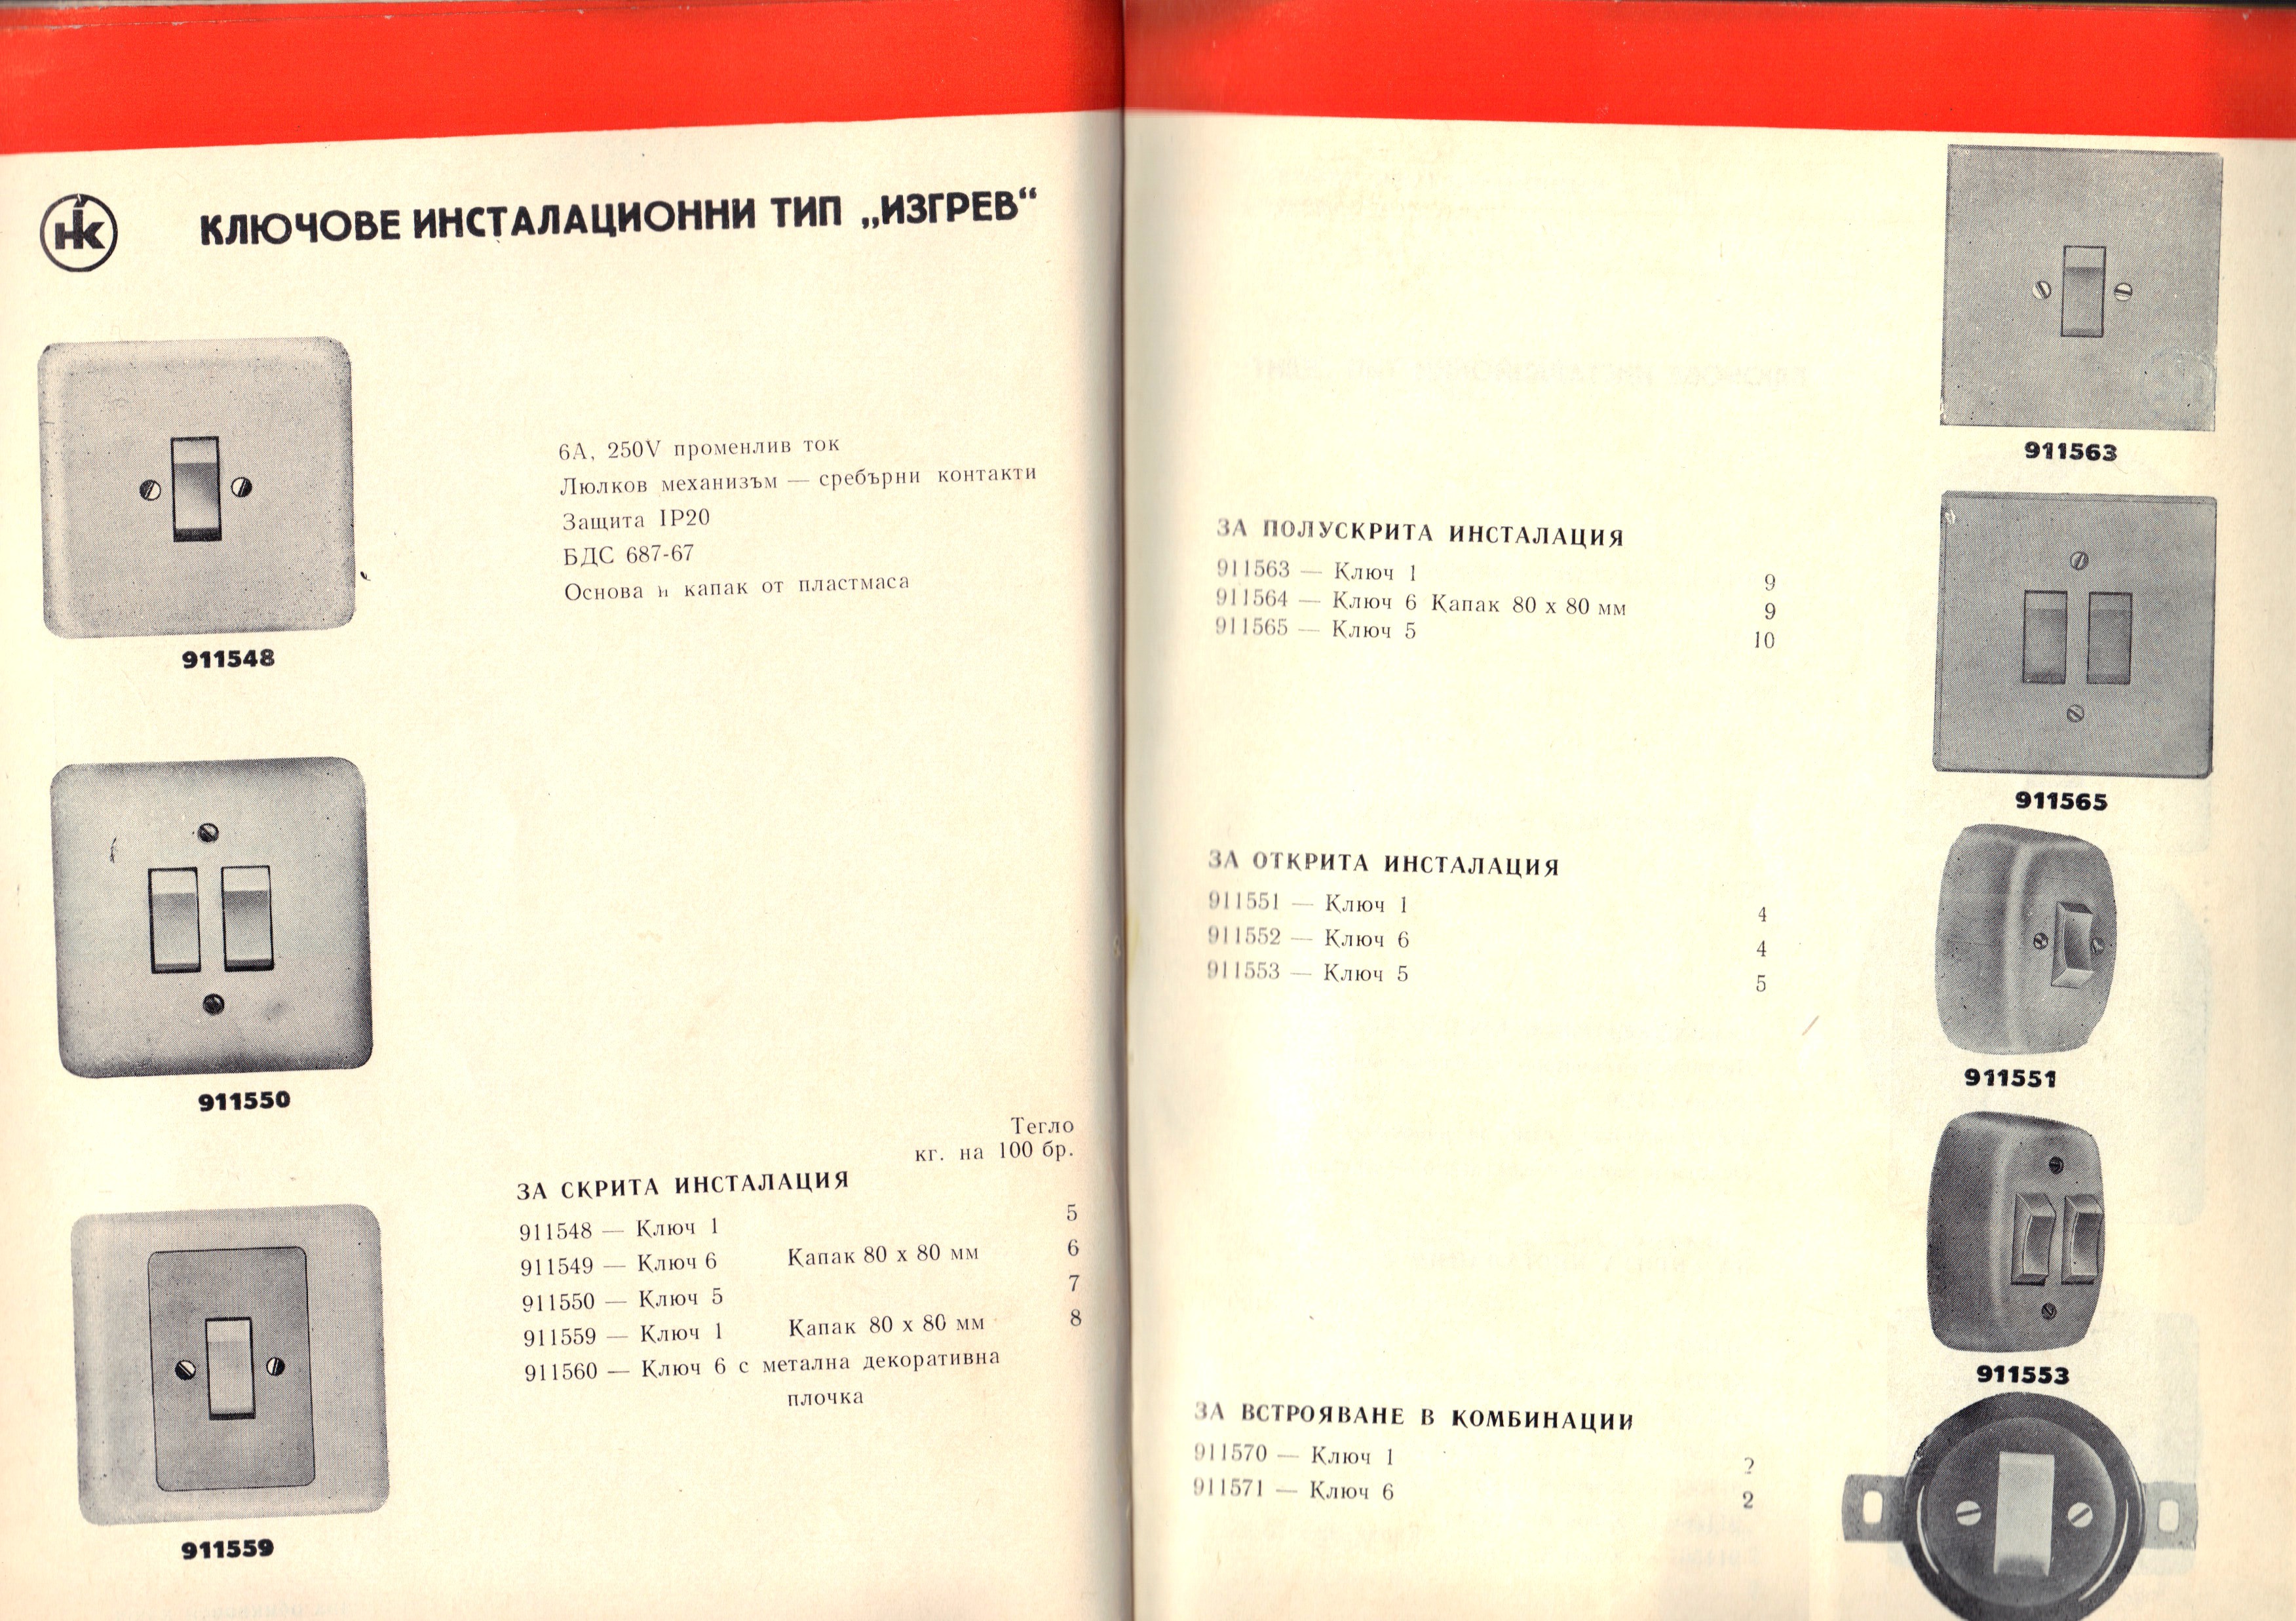 НК
КЛЮЧОВЕ ИНСТАЛАЦИОННИ ТИП „ИЗГРЕВ“
911548
6А, 250V променлив ток
Люлков механизъм — сребърни контакти
Защита IP20
БДС 687-67
Основа и капак от пластмаса
911550
911559
Тегло
кг. на 100 бр.
ЗА СКРИТА ИНСТАЛАЦИЯ
911548 — Ключ 1 5
911549 — Ключ 6 Капак 80 x 80 мм 6
911550 — Ключ 5 7
911559 — Ключ 1 Капак 80 x 80 мм 8
911560 — Ключ 6 с метална декоративна
плочка
ЗА ПОЛУСКРИТА ИНСТАЛАЦИЯ
911563 — Ключ 1 9
911564 — Ключ 6 Капак 80 x 80 мм 9
911565 — Ключ 5 10
ЗА ОТКРИТА ИНСТАЛАЦИЯ
911551 — Ключ 1 4
911552 — Ключ 6 4
911553 — Ключ 5 5
ЗА ВСТРОЯВАНЕ В КОМБИНАЦИИ
911570 — Ключ 1 2
911571 — Ключ 6 2
911563
911565
911551
911553